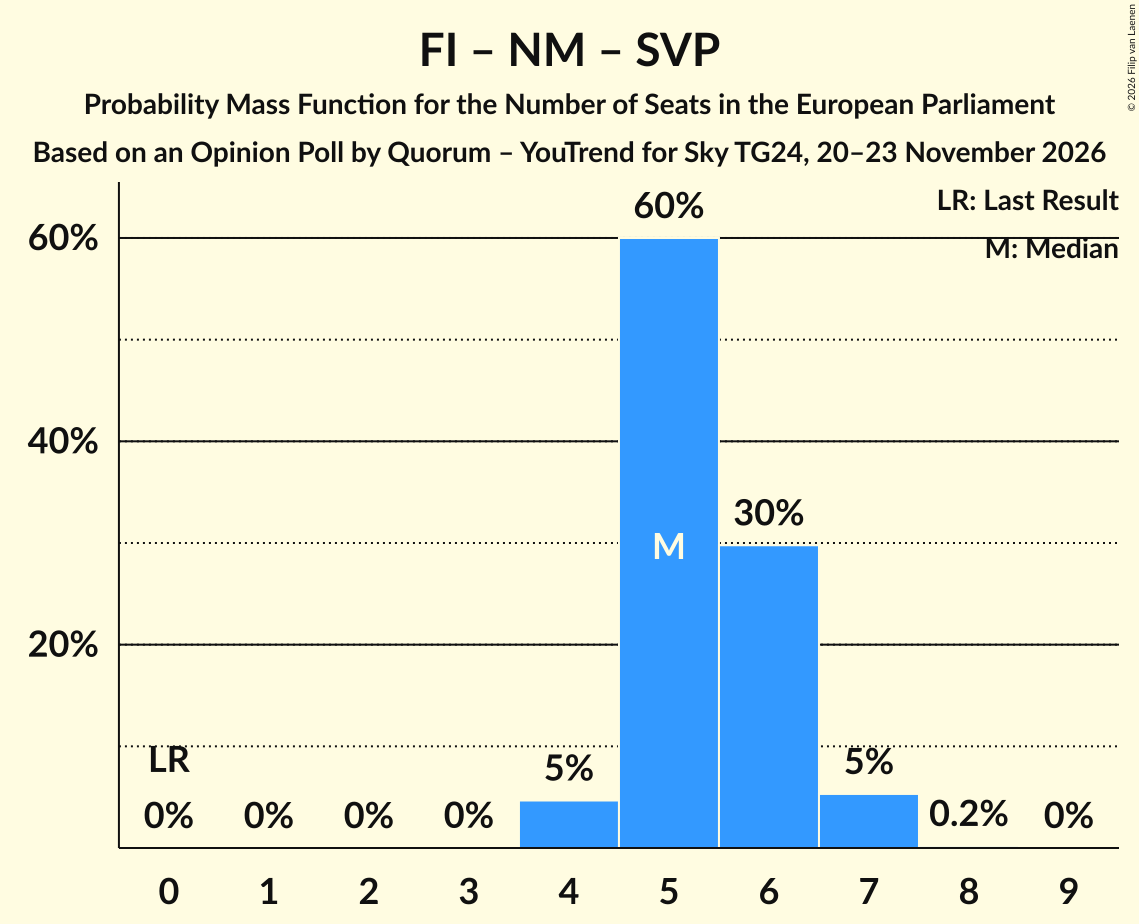 FI – NM – SVP
Probability Mass Function for the Number of Seats in the European Parliament
Based on an Opinion Poll by Quorum – YouTrend for Sky TG24, 20–23 November 2026
© 2026 Filip van Laenen
LR: Last Result
M: Median
60%
40%
20%
LR
0%
0%
0%
0%
5%
60%
M
30%
5%
0.2%
0%
0 1 2 3 4 5 6 7 8 9